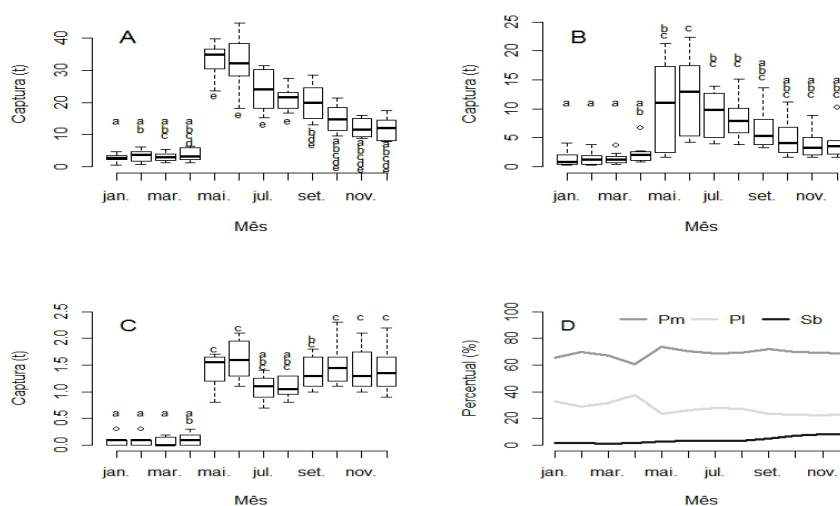 A
Captura (t)
40
30
20
10
0
a a a a
b b b
c c
d
e e e e
b b b b
d c c c
e d d d
e e e
jan. mar. mai. jul. set. nov.
Mês
B
Captura (t)
25
20
15
10
5
0
a a a a
b
b c b b a a a a
c c c b b b b
c c c c
jan. mar. mai. jul. set. nov.
Mês
C
Captura (t)
2.5
2.0
1.5
1.0
0.5
0.0
a a a a
b
c c a a b c c c
b c c
c
jan. mar. mai. jul. set. nov.
Mês
D
Pm Pl Sb
Percentual (%)
100
80
60
40
20
0
jan. mar. mai. jul. set. nov.
Mês